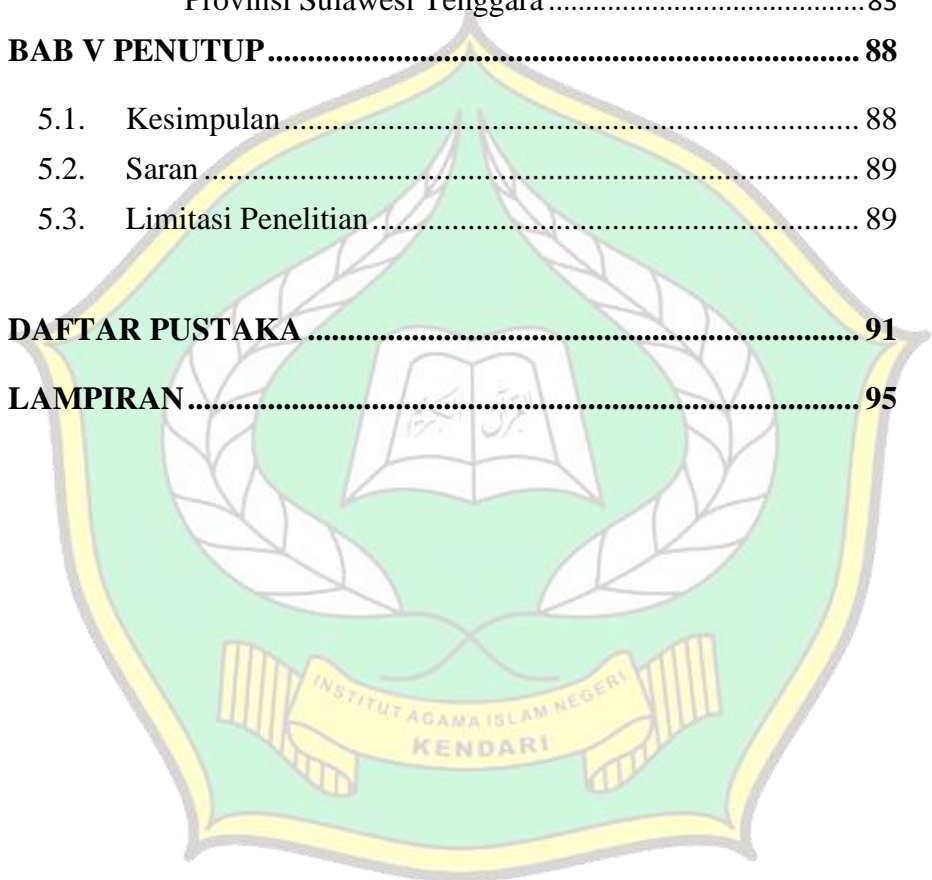 Provinsi Sulawesi Tenggara ............................................ 83
BAB V PENUTUP ........................................................................... 88
5.1. Kesimpulan ......................................................................... 88
5.2. Saran ................................................................................... 89
5.3. Limitasi Penelitian .............................................................. 89
DAFTAR PUSTAKA ...................................................................... 91
LAMPIRAN ..................................................................................... 95
INSTITUT AGAMA ISLAM NEGERI
KENDARI